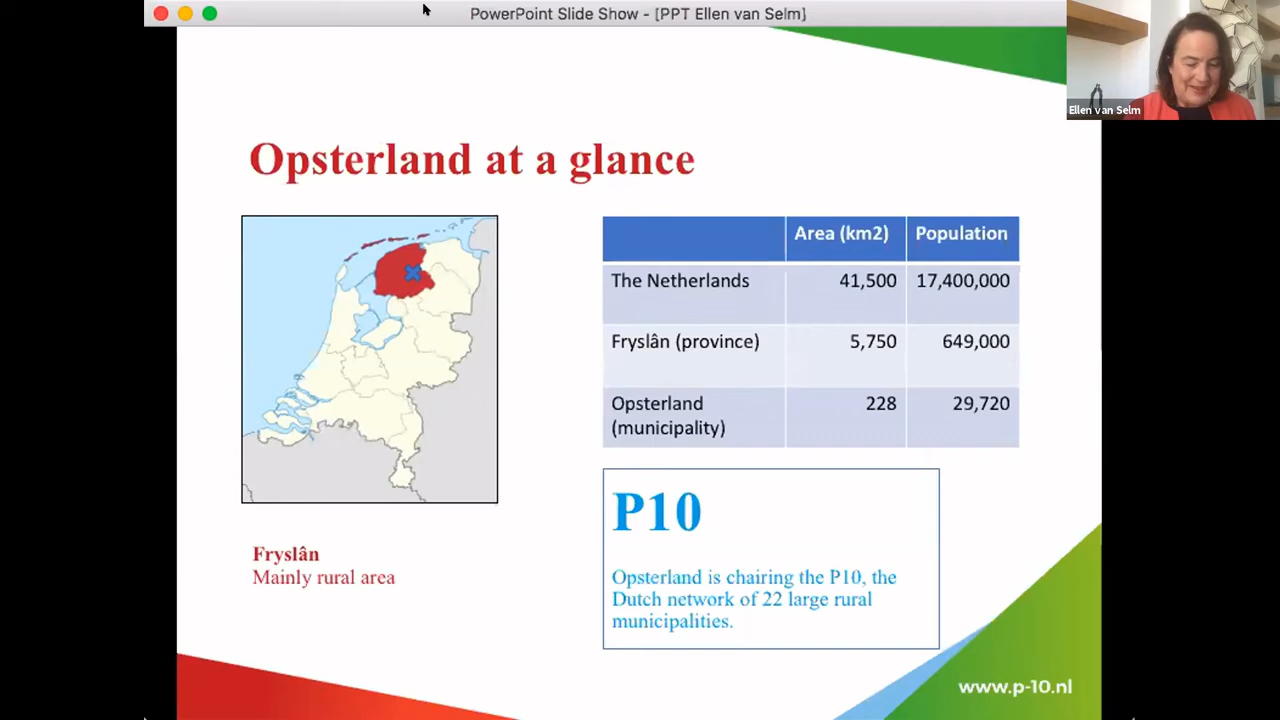 PowerPoint Slide Show - [PPT Ellen van Selm]
Ellen van Selm
Opsterland at a glance
Area (km2) Population
The Netherlands 41,500 17,400,000
Fryslân (province) 5,750 649,000
Opsterland 228 29,720
(municipality)
P10
Opsterland is chairing the P10, the
Dutch network of 22 large rural
municipalities.
Fryslân
Mainly rural area
www.p-10.nl